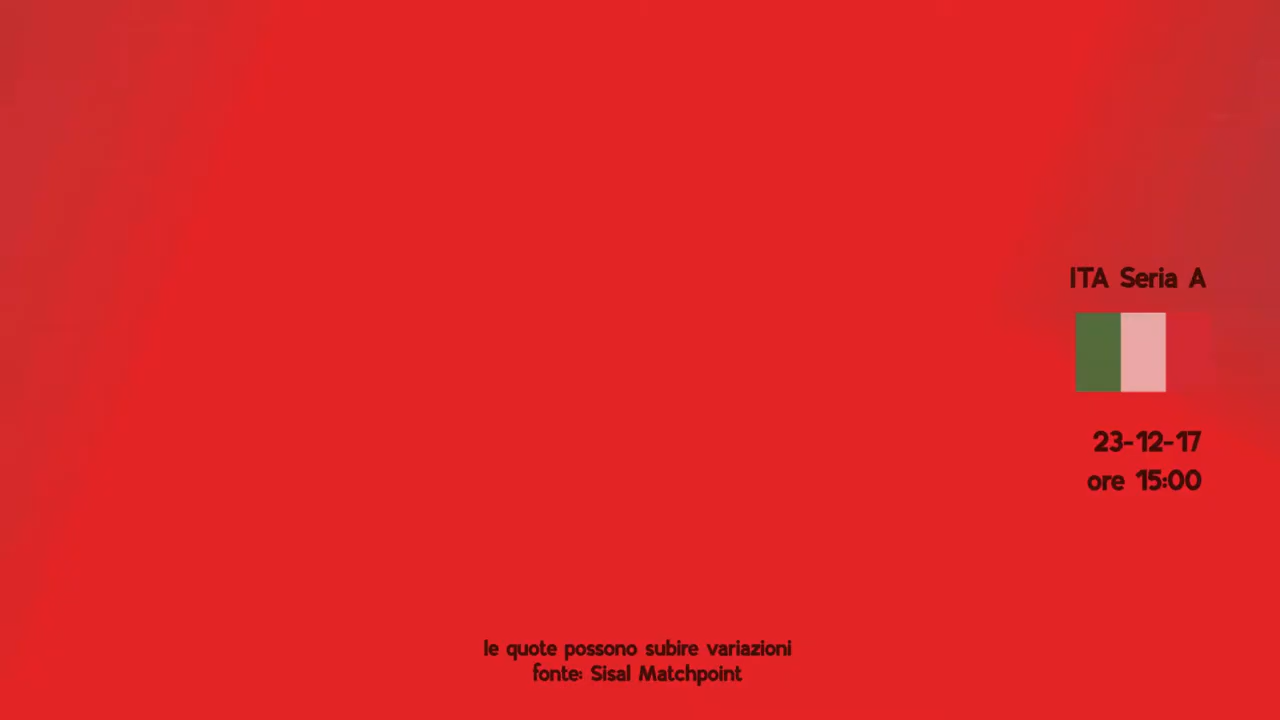 ITA Seria A
23-12-17
ore 15:00
le quote possono subire variazioni
fonte: Sisal Matchpoint